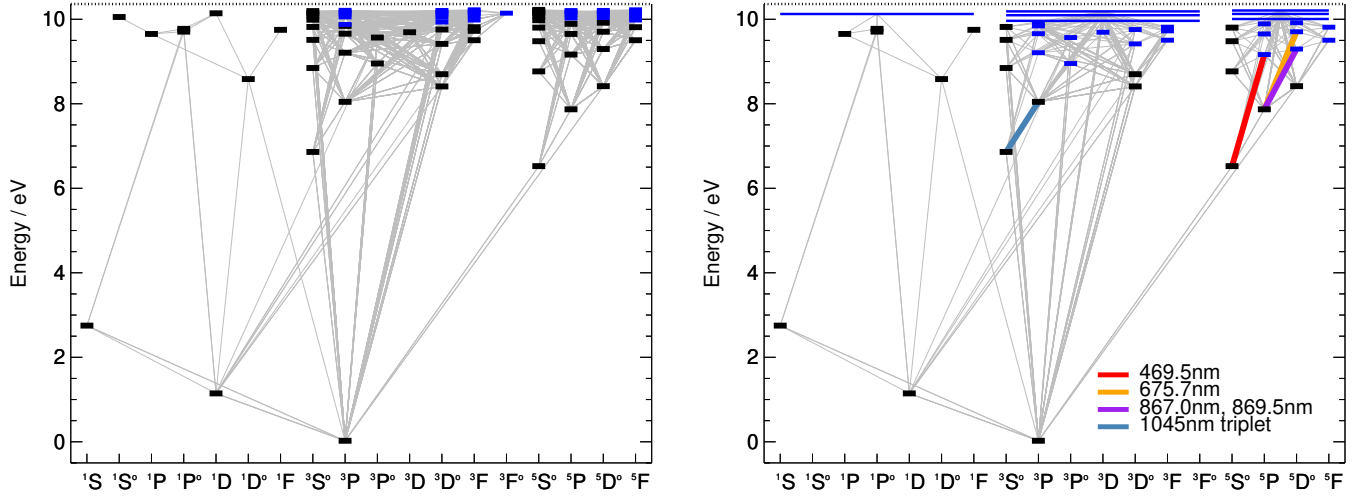 Energy / eV
10
8
6
4
2
0
¹S ¹Sᵒ ¹P ¹Pᵒ ¹D ¹Dᵒ ¹F ³Sᵒ ³P ³Pᵒ ³D ³Dᵒ ³F ³Fᵒ ⁵Sᵒ ⁵P ⁵Dᵒ ⁵F
Energy / eV
10
8
6
4
2
0
469.5nm
675.7nm
867.0nm, 869.5nm
1045nm triplet
¹S ¹Sᵒ ¹P ¹Pᵒ ¹D ¹Dᵒ ¹F ³Sᵒ ³P ³Pᵒ ³D ³Dᵒ ³F ³Fᵒ ⁵Sᵒ ⁵P ⁵Dᵒ ⁵F